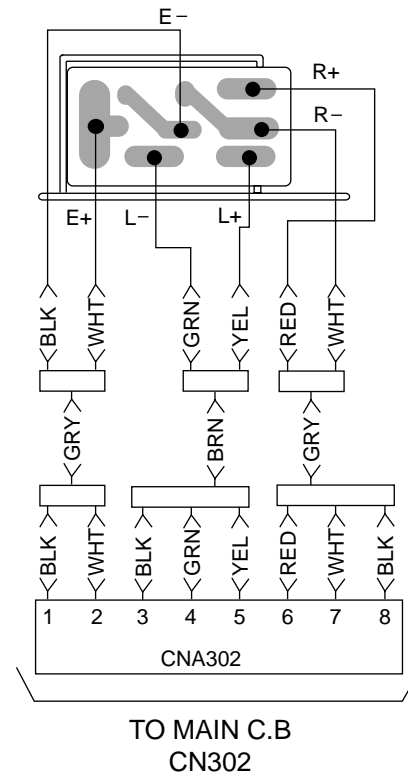 E−
R+
R−
E+ L− L+
BLK WHT GRN YEL RED WHT
GRY BRN GRY
BLK WHT BLK GRN YEL RED WHT BLK
1 2 3 4 5 6 7 8
CNA302
TO MAIN C.B
CN302